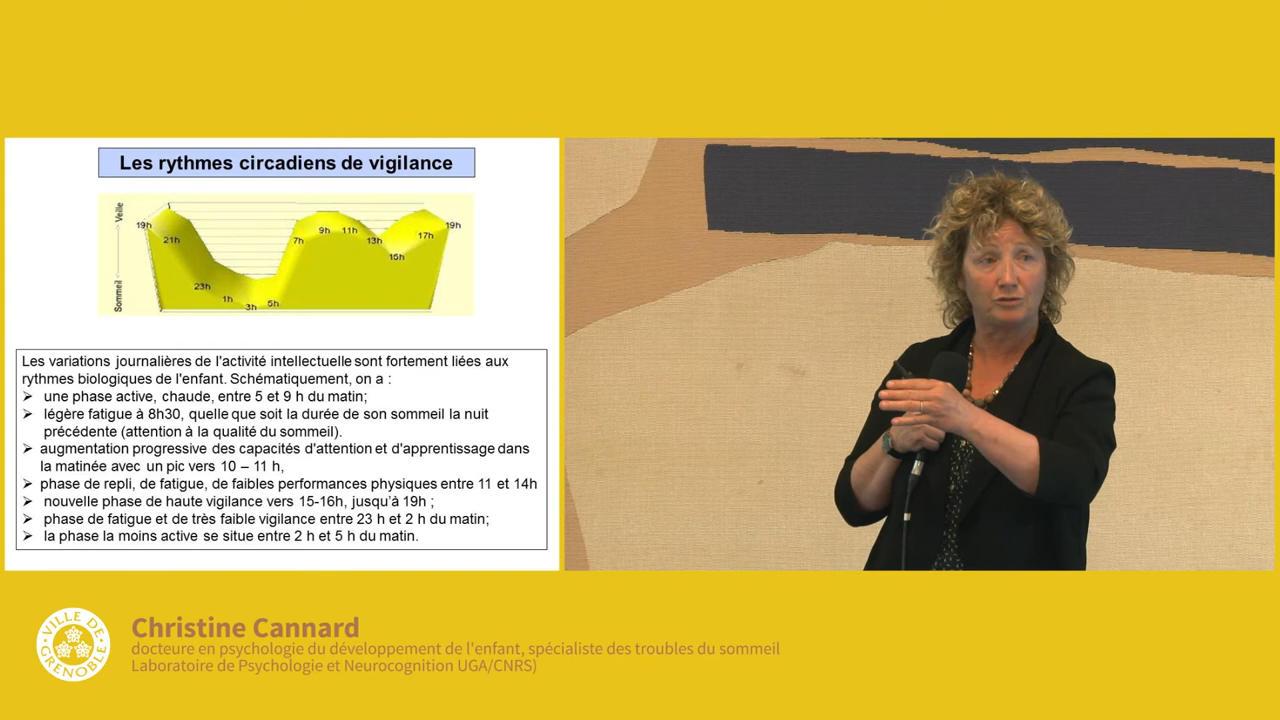 Les rythmes circadiens de vigilance
Veille
Sommeil
19h
21h
23h
1h
3h
5h
7h
9h
11h
13h
15h
17h
19h
Les variations journalières de l'activité intellectuelle sont fortement liées aux
rythmes biologiques de l'enfant. Schématiquement, on a :
➢ une phase active, chaude, entre 5 et 9 h du matin;
➢ légère fatigue à 8h30, quelle que soit la durée de son sommeil la nuit
précédente (attention à la qualité du sommeil).
➢ augmentation progressive des capacités d'attention et d'apprentissage dans
la matinée avec un pic vers 10 – 11 h,
➢ phase de repli, de fatigue, de faibles performances physiques entre 11 et 14h
➢ nouvelle phase de haute vigilance vers 15-16h, jusqu'à 19h ;
➢ phase de fatigue et de très faible vigilance entre 23 h et 2 h du matin;
➢ la phase la moins active se situe entre 2 h et 5 h du matin.
VILLE DE
GRENOBLE
Christine Cannard
docteure en psychologie du développement de l'enfant, spécialiste des troubles du sommeil
Laboratoire de Psychologie et Neurocognition UGA/CNRS)